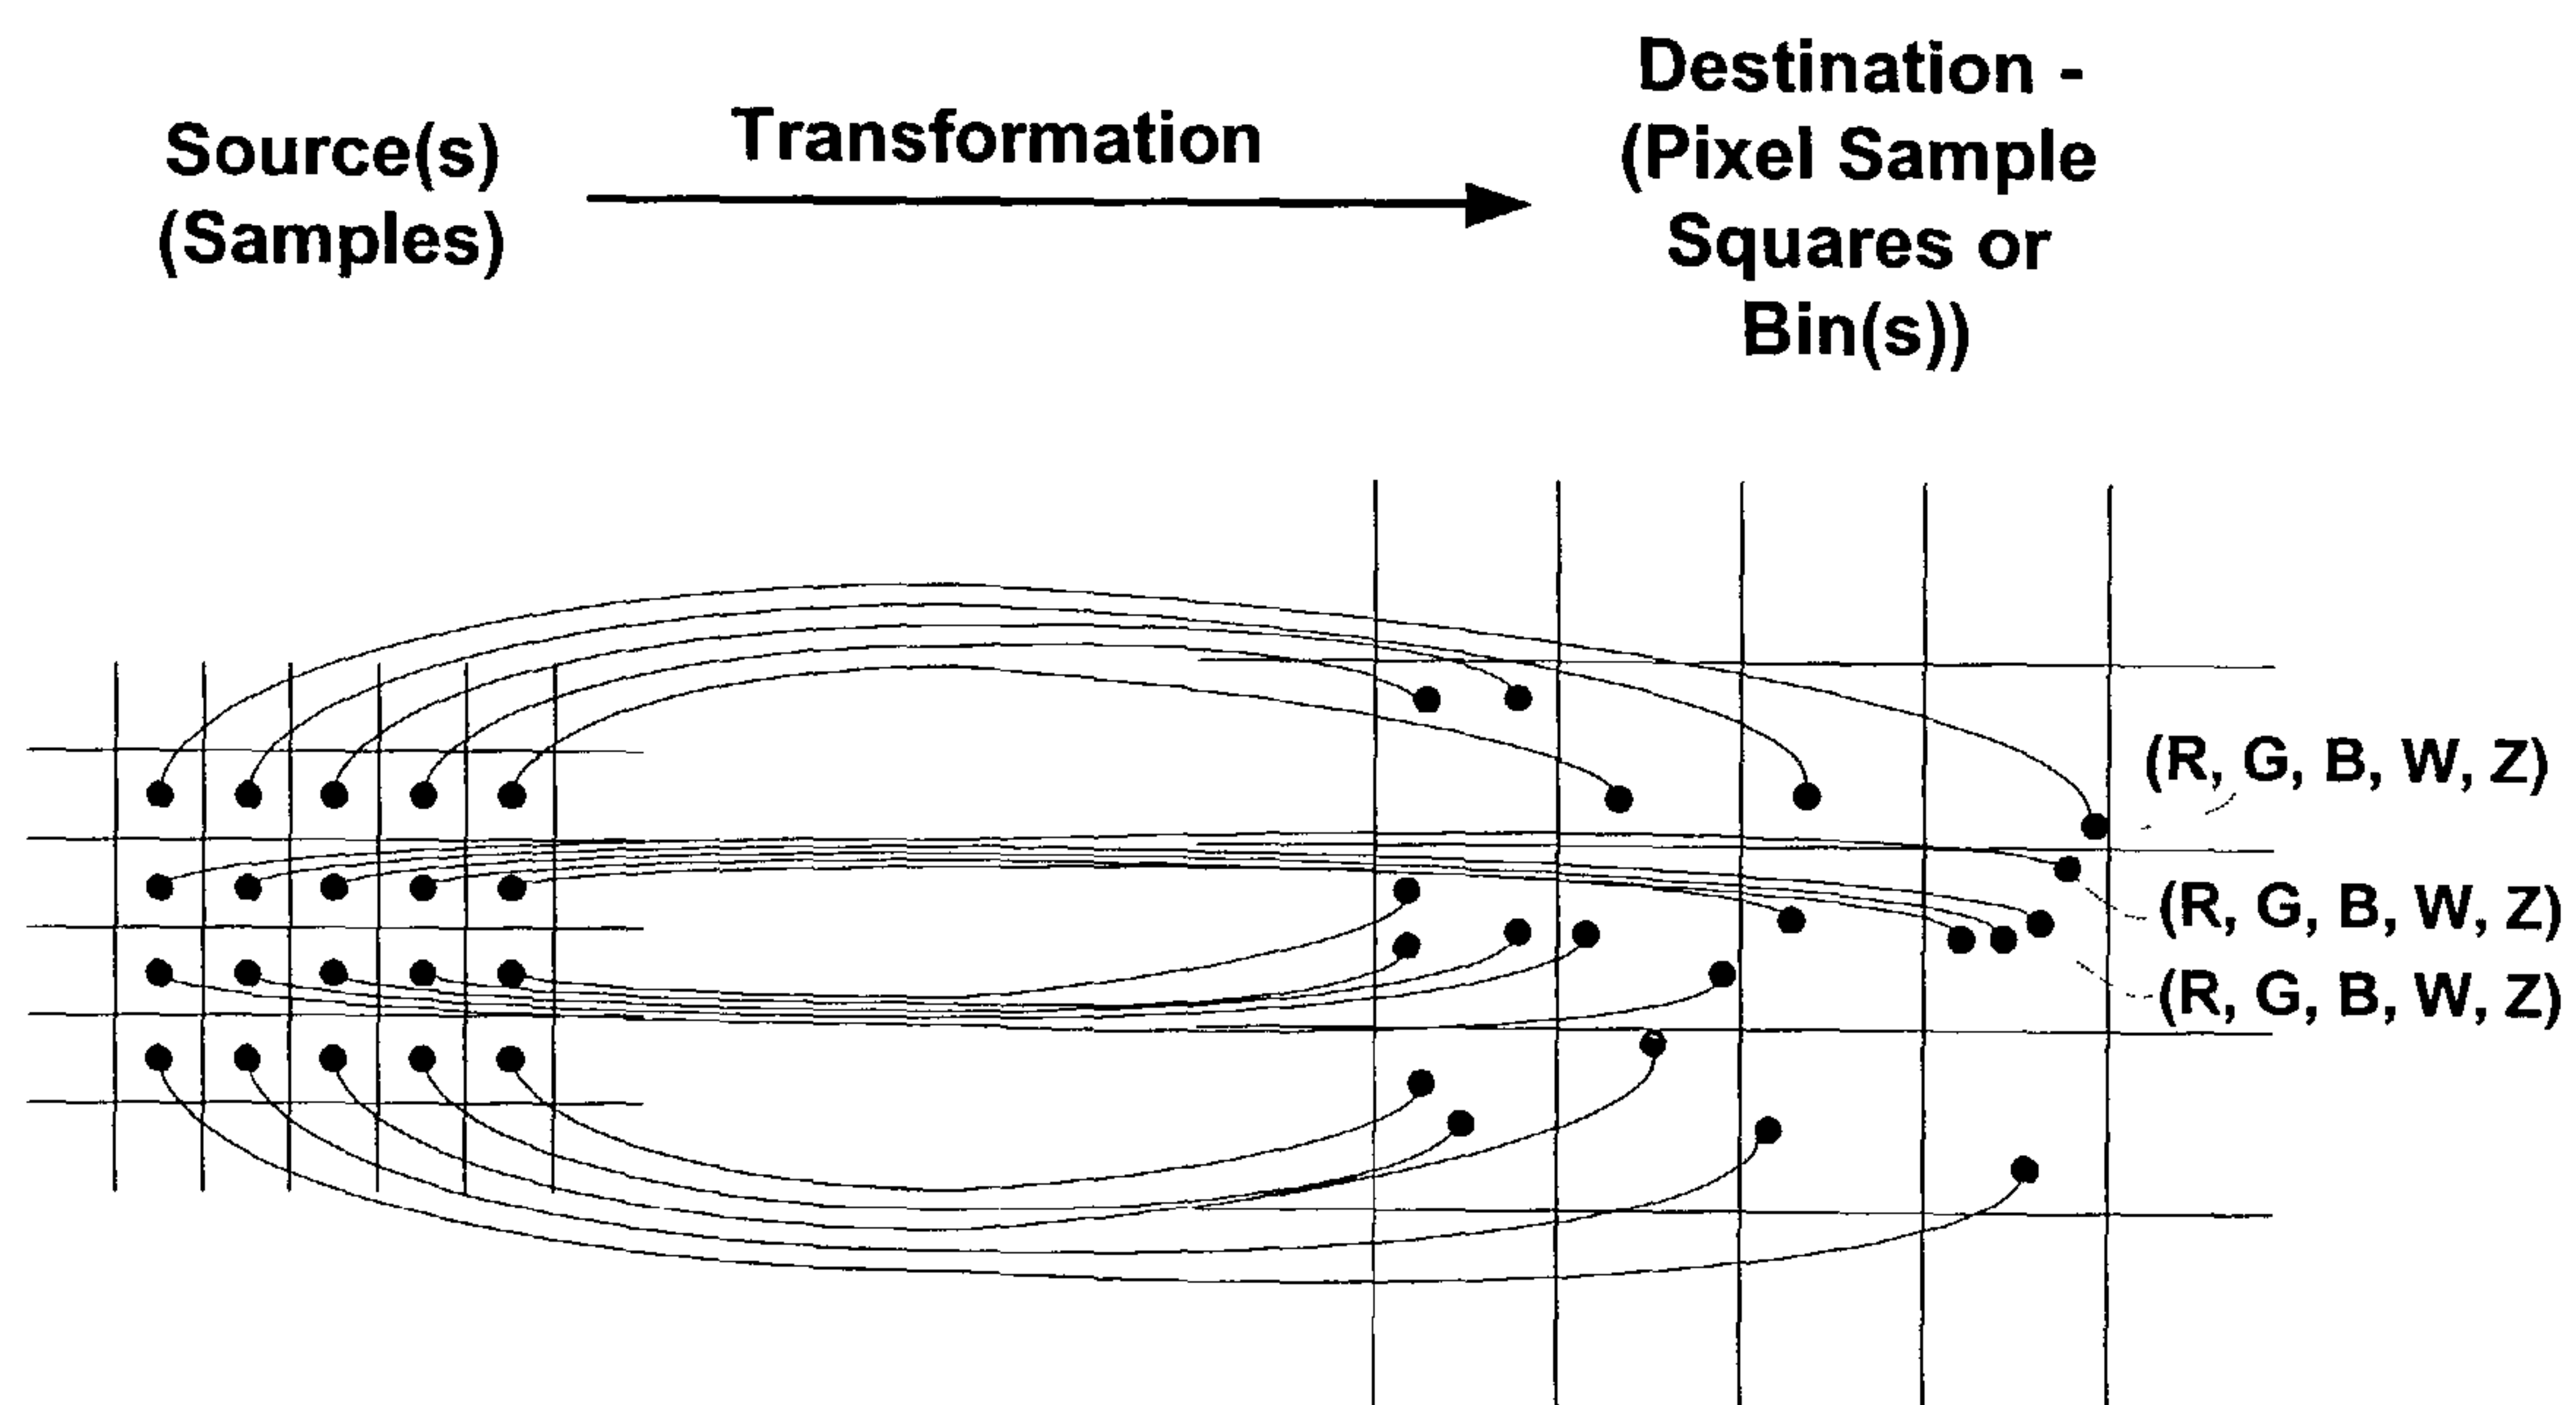 Source(s)
(Samples)
Transformation
Destination -
(Pixel Sample
Squares or
Bin(s))
(R, G, B, W, Z)
(R, G, B, W, Z)
(R, G, B, W, Z)